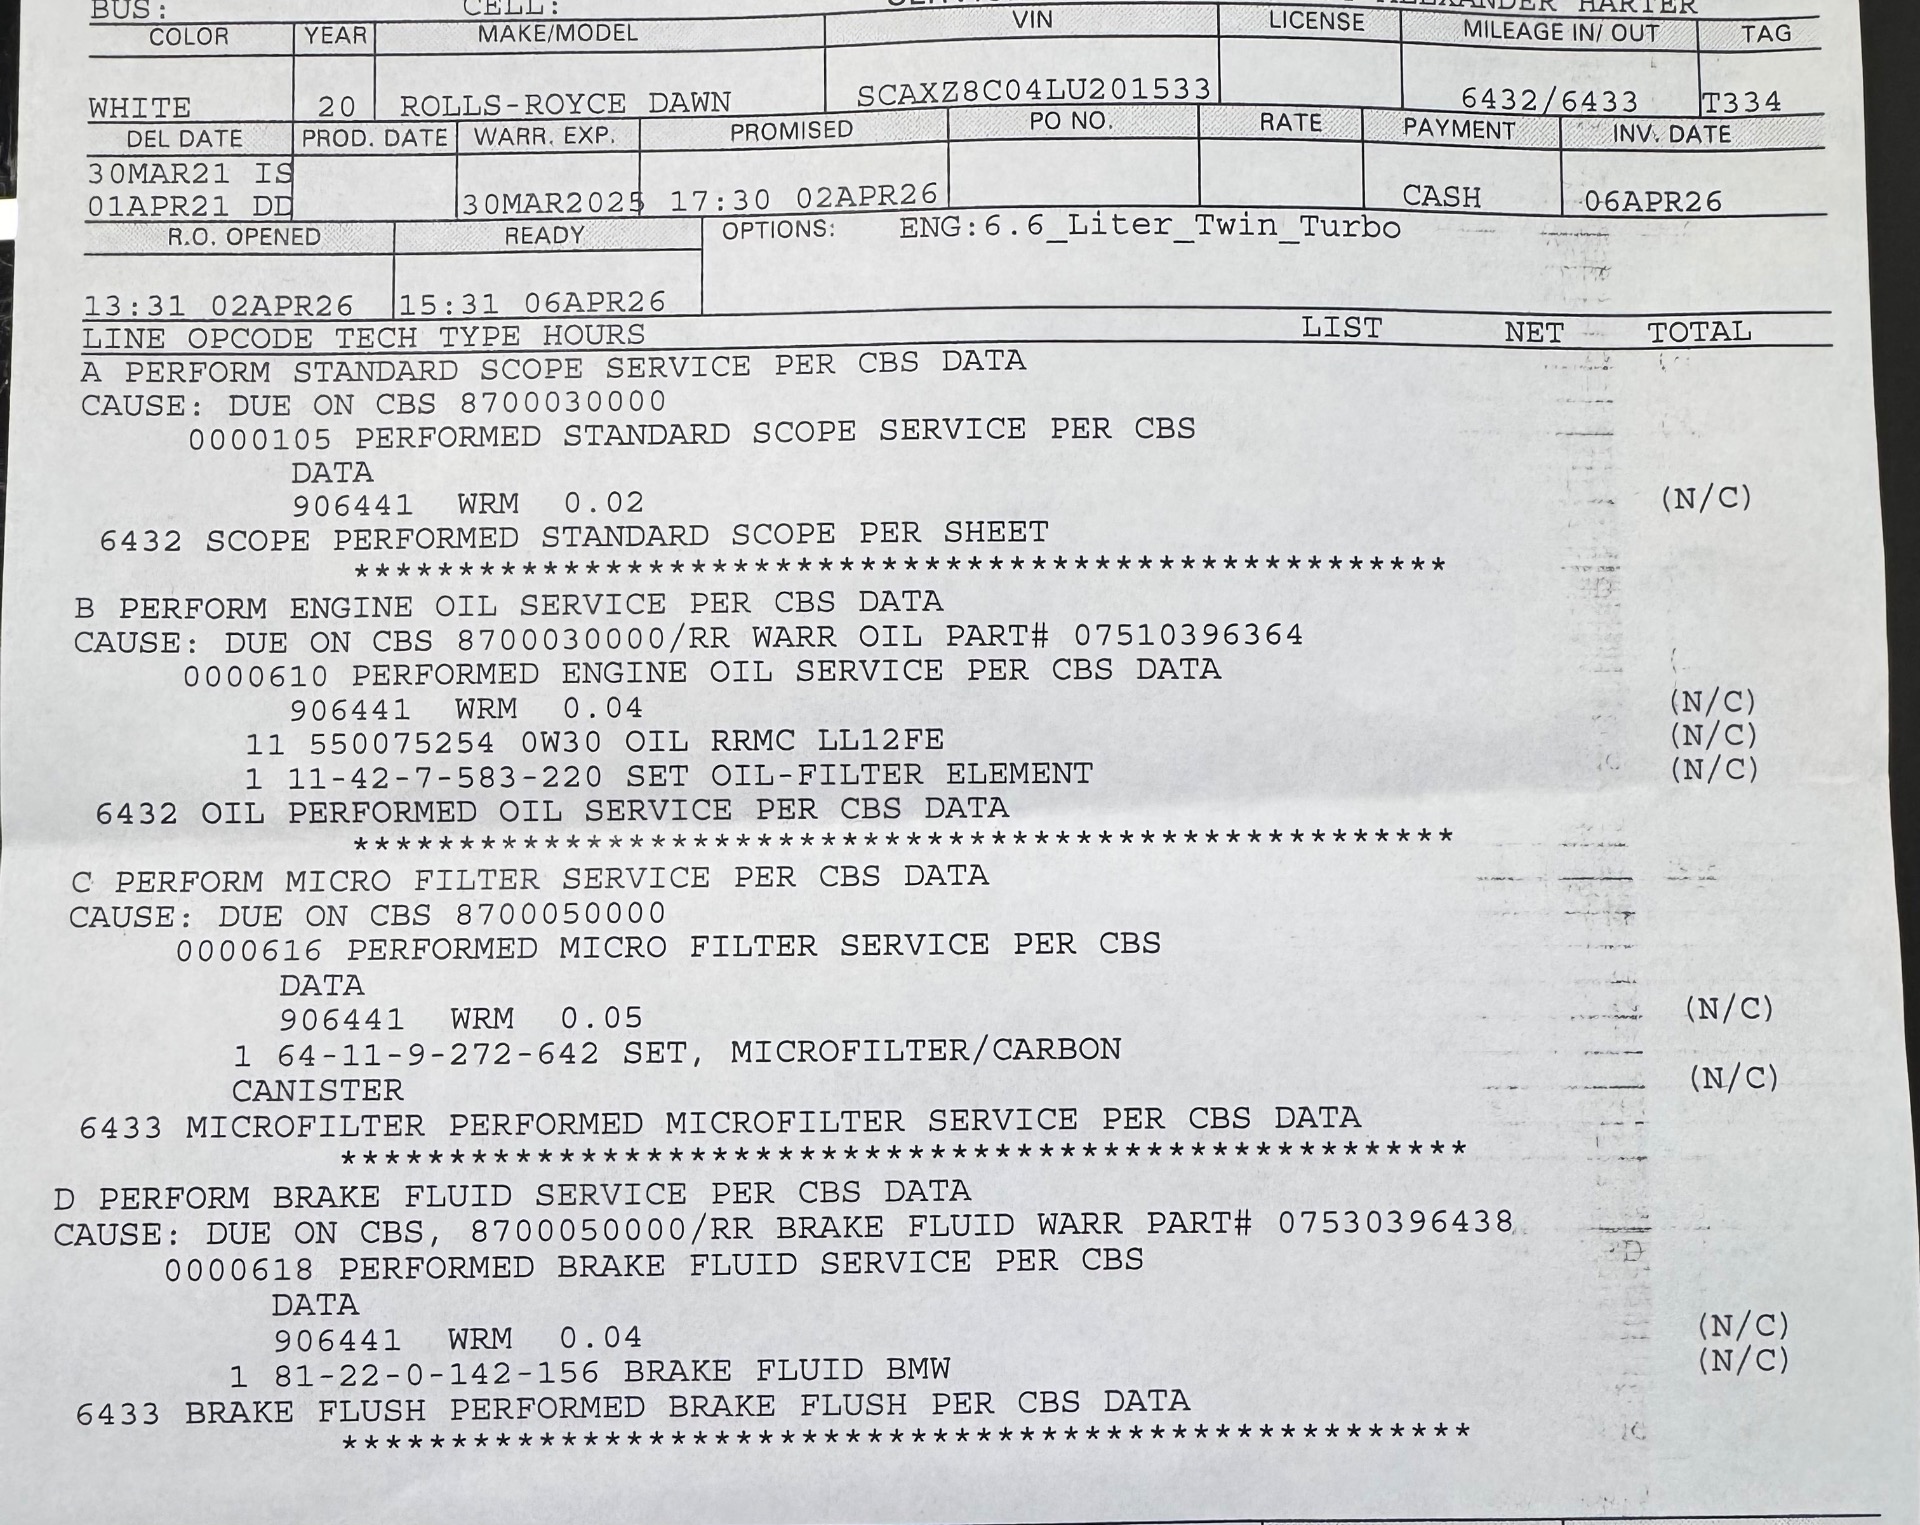 BUS: CELL: ALEXANDER HARTER
COLOR YEAR MAKE/MODEL VIN LICENSE MILEAGE IN/ OUT TAG
WHITE 20 ROLLS-ROYCE DAWN SCAXZ8C04LU201533 6432/6433 T334
DEL DATE PROD. DATE WARR. EXP. PROMISED PO NO. RATE PAYMENT INV. DATE
30MAR21 IS
01APR21 DD 30MAR2025 17:30 02APR26 CASH 06APR26
R.O. OPENED READY OPTIONS: ENG:6.6_Liter_Twin_Turbo
13:31 02APR26 15:31 06APR26
LINE OPCODE TECH TYPE HOURS LIST NET TOTAL
A PERFORM STANDARD SCOPE SERVICE PER CBS DATA
CAUSE: DUE ON CBS 8700030000
0000105 PERFORMED STANDARD SCOPE SERVICE PER CBS
DATA
906441 WRM 0.02 (N/C)
6432 SCOPE PERFORMED STANDARD SCOPE PER SHEET
****************************************************
B PERFORM ENGINE OIL SERVICE PER CBS DATA
CAUSE: DUE ON CBS 8700030000/RR WARR OIL PART# 07510396364
0000610 PERFORMED ENGINE OIL SERVICE PER CBS DATA
906441 WRM 0.04 (N/C)
11 550075254 0W30 OIL RRMC LL12FE (N/C)
1 11-42-7-583-220 SET OIL-FILTER ELEMENT (N/C)
6432 OIL PERFORMED OIL SERVICE PER CBS DATA
****************************************************
C PERFORM MICRO FILTER SERVICE PER CBS DATA
CAUSE: DUE ON CBS 8700050000
0000616 PERFORMED MICRO FILTER SERVICE PER CBS
DATA
906441 WRM 0.05 (N/C)
1 64-11-9-272-642 SET, MICROFILTER/CARBON
CANISTER (N/C)
6433 MICROFILTER PERFORMED MICROFILTER SERVICE PER CBS DATA
****************************************************
D PERFORM BRAKE FLUID SERVICE PER CBS DATA
CAUSE: DUE ON CBS, 8700050000/RR BRAKE FLUID WARR PART# 07530396438
0000618 PERFORMED BRAKE FLUID SERVICE PER CBS
DATA
906441 WRM 0.04 (N/C)
1 81-22-0-142-156 BRAKE FLUID BMW (N/C)
6433 BRAKE FLUSH PERFORMED BRAKE FLUSH PER CBS DATA
****************************************************